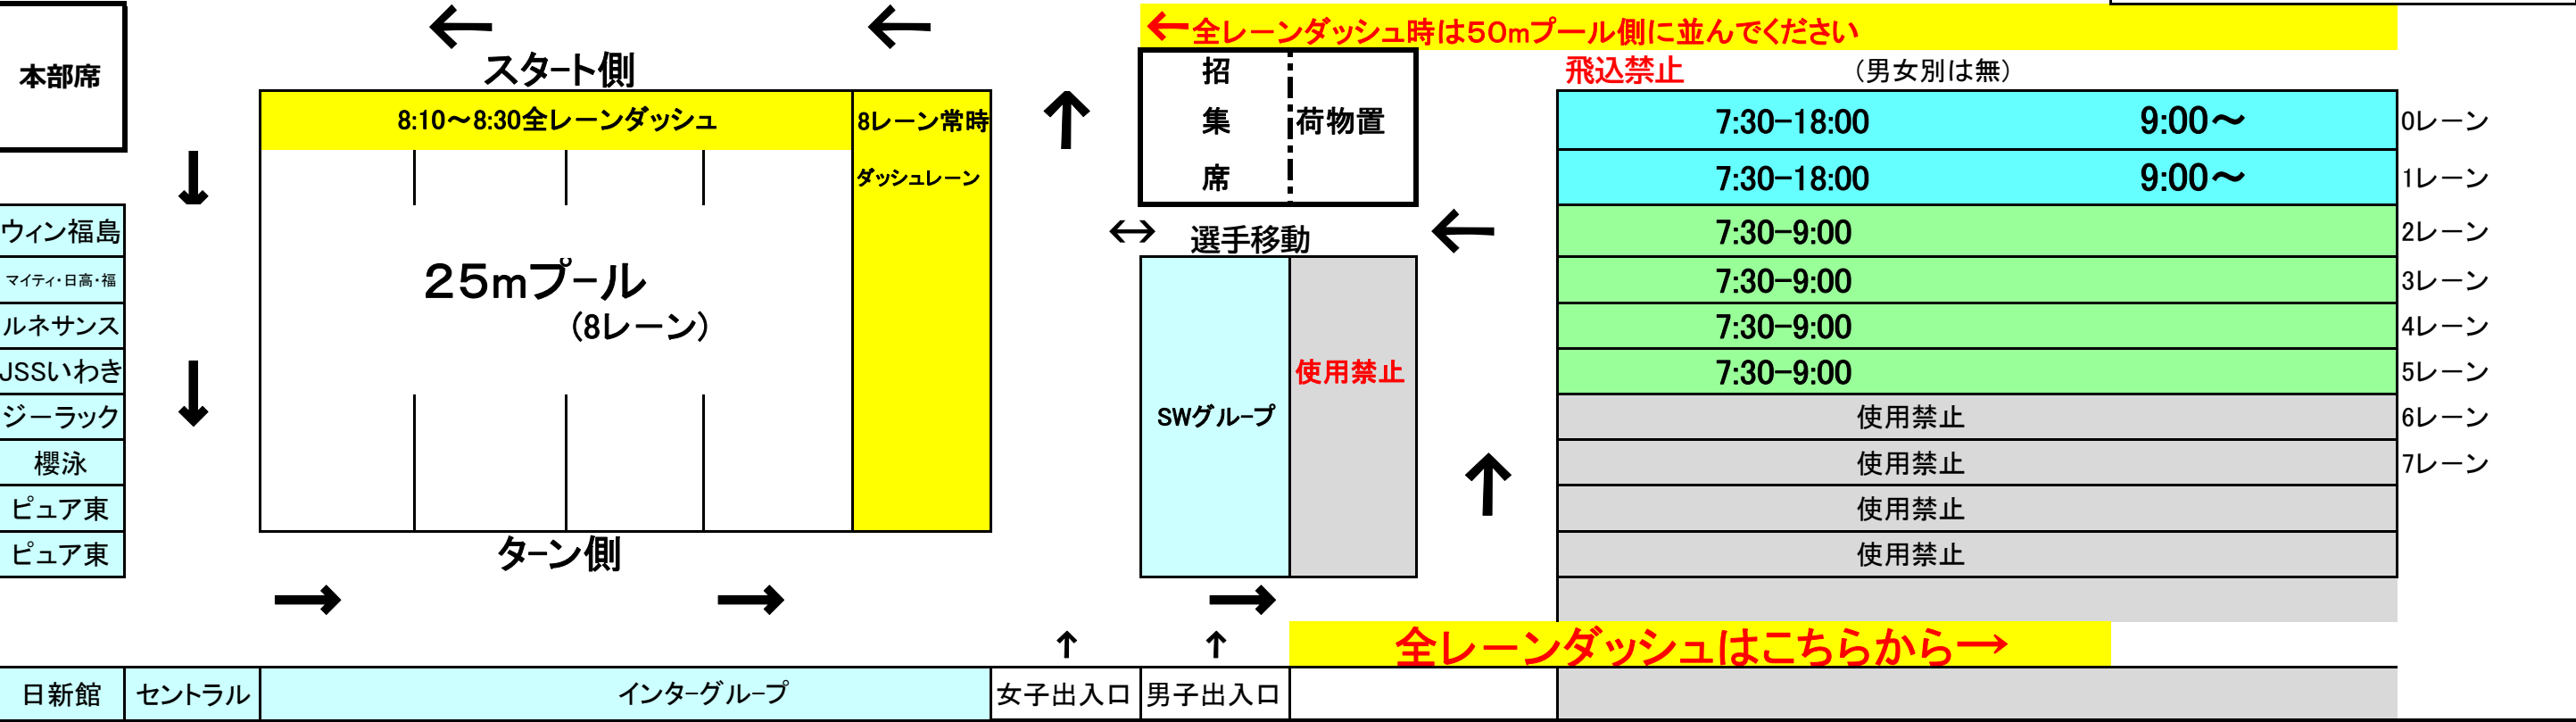 ←全レーンダッシュ時は50mプール側に並んでください
本部席
スタート側
招集席
荷物置
飛込禁止
（男女別は無）
8:10～8:30全レーンダッシュ
8レーン常時
ダッシュレーン
7:30-18:00 9:00～ 0レーン
7:30-18:00 9:00～ 1レーン
ウィン福島
↔ 選手移動
7:30-9:00 2レーン
マイティ・日高・福
25mプール
（8レーン）
7:30-9:00 3レーン
ルネサンス
7:30-9:00 4レーン
JSSいわき
使用禁止
7:30-9:00 5レーン
ジーラック
SWグループ
使用禁止 6レーン
櫻泳
使用禁止 7レーン
ピュア東
使用禁止
ピュア東
ターン側
使用禁止
全レーンダッシュはこちらから→
日新館
セントラル
インターグループ
女子出入口
男子出入口